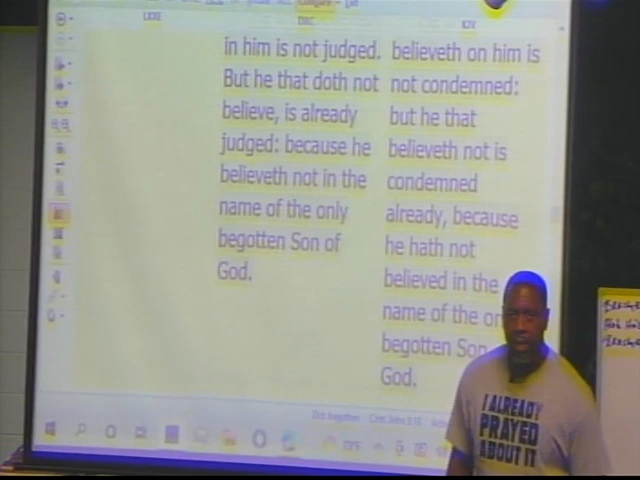 LXXE
DRC
KJV
in him is not judged.
But he that doth not
believe, is already
judged: because he
believeth not in the
name of the only
begotten Son of
God.
believeth on him is
not condemned:
but he that
believeth not is
condemned
already, because
he hath not
believed in the
name of the
begotten Son
God.
I ALREADY
PRAYED
ABOUT IT